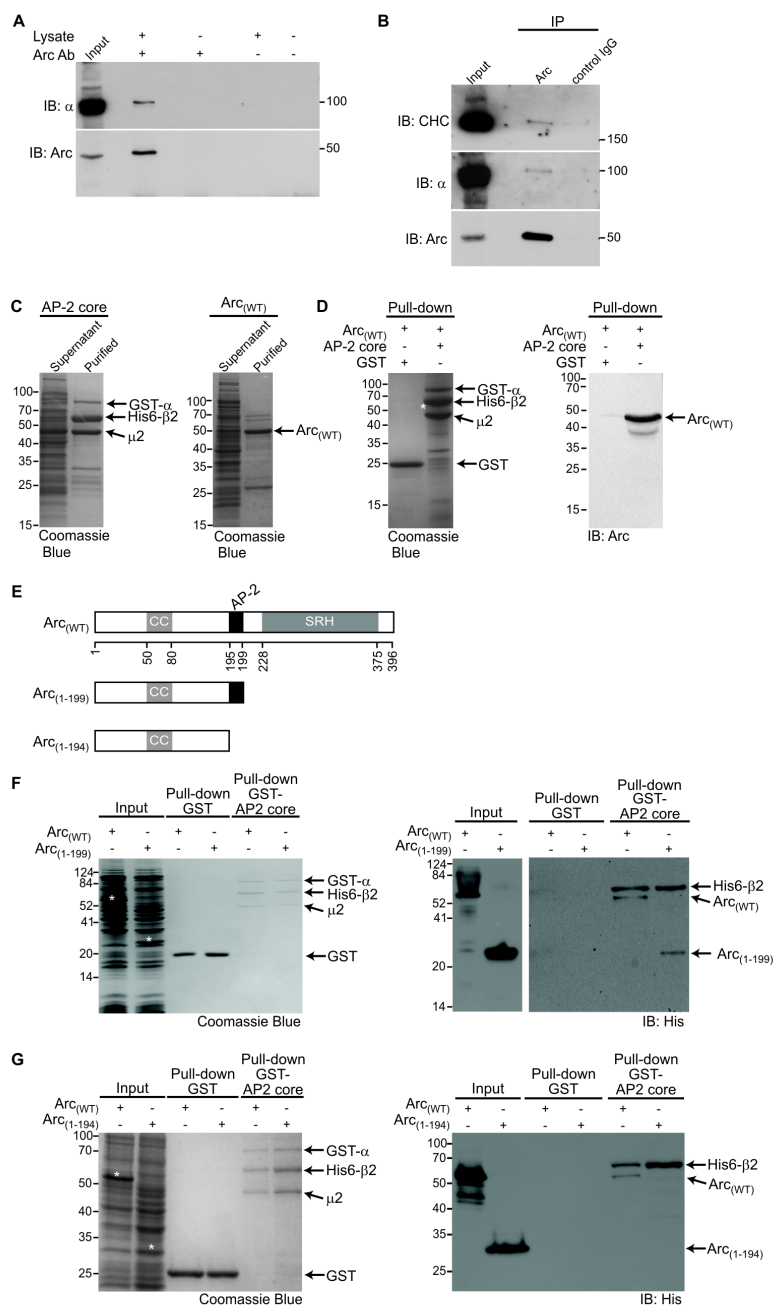 A
Lysate + - + -
Arc Ab + + - -
Input
IB: α
100
IB: Arc
50
B
IP
Input
Arc
control IgG
IB: CHC
150
IB: α
100
IB: Arc
50
C
AP-2 core
Supernatant
Purified
100
70
60
50
40
35
25
15
GST-α
His6-β2
μ2
Coomassie
Blue
Arc(WT)
Supernatant
Purified
100
70
60
50
40
35
25
15
Arc(WT)
Coomassie
Blue
D
Pull-down
Arc(WT) + +
AP-2 core - +
GST + -
100
70
60
50
40
35
25
15
*
GST-α
His6-β2
μ2
GST
Coomassie
Blue
Pull-down
Arc(WT) + +
AP-2 core - +
GST + -
100
70
50
40
35
25
15
Arc(WT)
IB: Arc
E
AP-2
Arc(WT) CC SRH
1 50 80 195 199 228 375 396
Arc(1-199) CC
Arc(1-194) CC
F
Input
Pull-down
GST
Pull-down
GST-
AP2 core
Arc(WT) + - + - + -
Arc(1-199) - + - + - +
124
84
52
41
20
14
*
*
GST-α
His6-β2
μ2
GST
Coomassie Blue
Input
Pull-down
GST
Pull-down
GST-
AP2 core
Arc(WT) + - + - + -
Arc(1-199) - + - + - +
124
84
52
41
20
14
His6-β2
Arc(WT)
Arc(1-199)
IB: His
G
Input
Pull-down
GST
Pull-down
GST-
AP2 core
Arc(WT) + - + - + -
Arc(1-194) - + - + - +
100
70
50
40
35
25
*
*
GST-α
His6-β2
μ2
GST
Coomassie Blue
Input
Pull-down
GST
Pull-down
GST-
AP2 core
Arc(WT) + - + - + -
Arc(1-194) - + - + - +
100
70
50
40
35
25
His6-β2
Arc(WT)
Arc(1-194)
IB: His